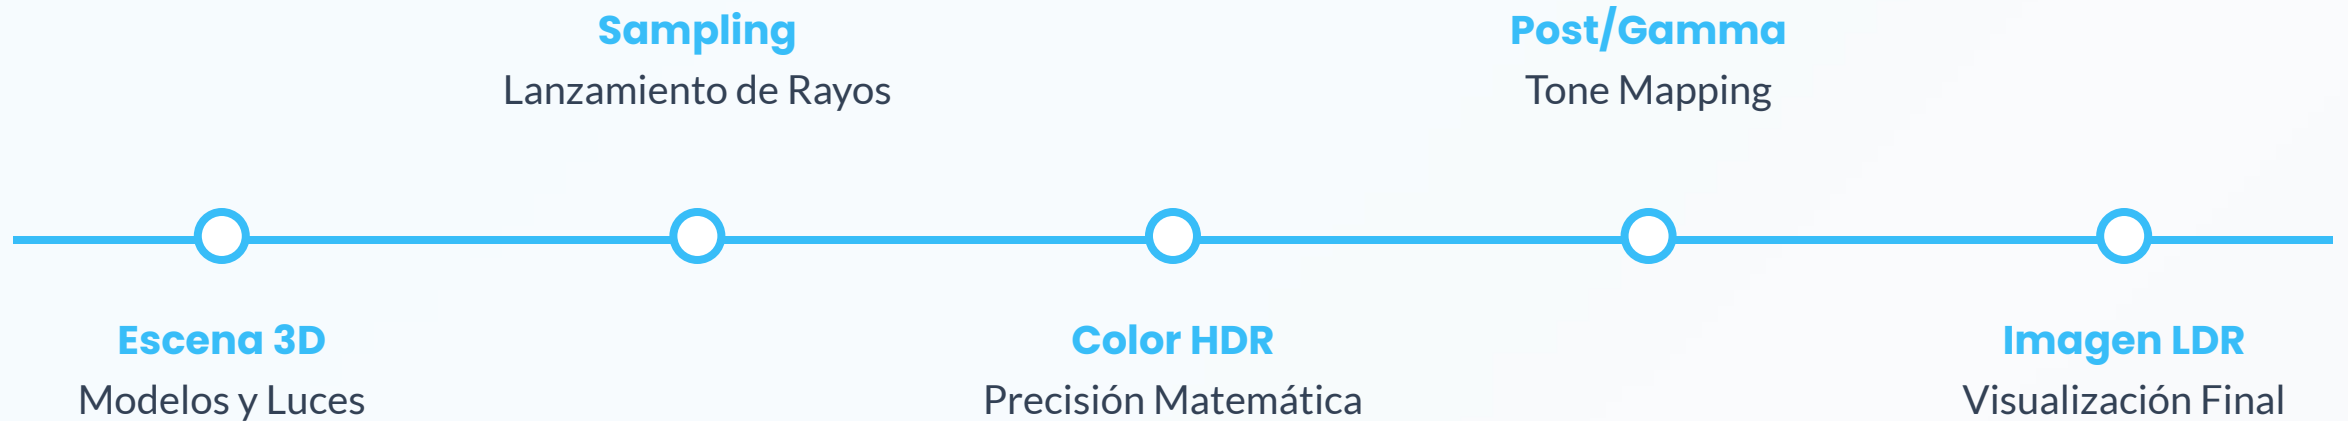 Sampling
Lanzamiento de Rayos
Post/Gamma
Tone Mapping
Escena 3D
Modelos y Luces
Color HDR
Precisión Matemática
Imagen LDR
Visualización Final